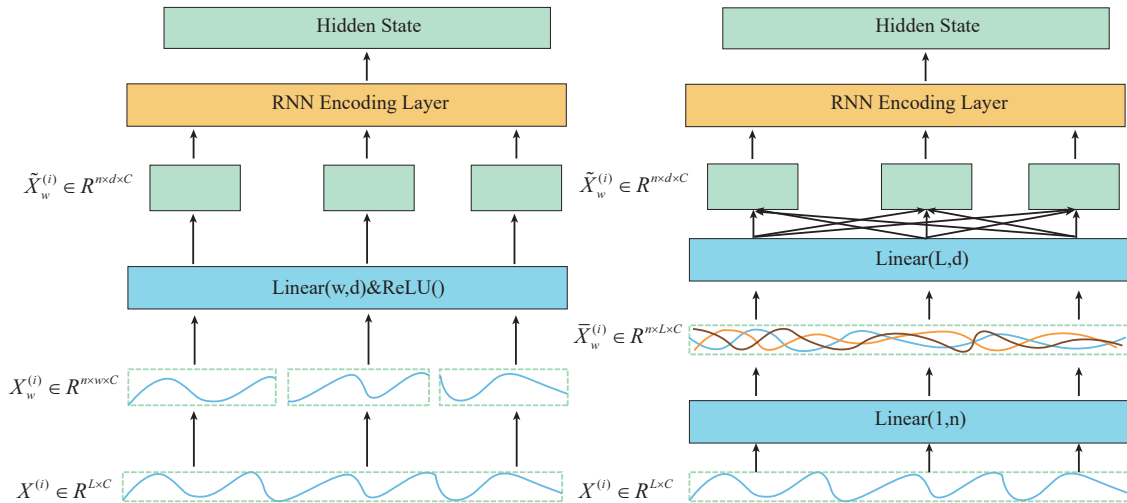 Hidden State
RNN Encoding Layer
X̃_w^(i) ∈ R^{n×d×C}
Linear(w,d)&ReLU()
X_w^(i) ∈ R^{n×w×C}
X^(i) ∈ R^{L×C}
Hidden State
RNN Encoding Layer
X̃_w^(i) ∈ R^{n×d×C}
Linear(L,d)
X̅_w^(i) ∈ R^{n×L×C}
Linear(1,n)
X^(i) ∈ R^{L×C}